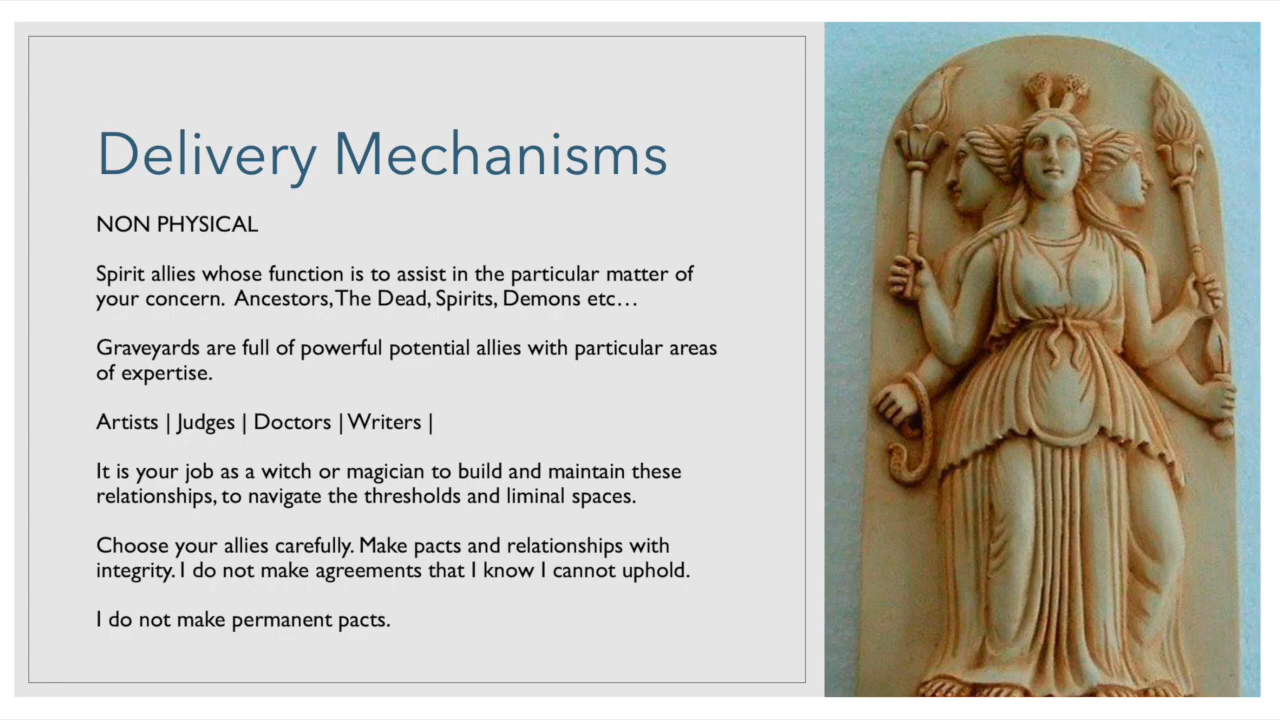 Delivery Mechanisms
NON PHYSICAL
Spirit allies whose function is to assist in the particular matter of
your concern.  Ancestors, The Dead, Spirits, Demons etc…
Graveyards are full of powerful potential allies with particular areas
of expertise.
Artists | Judges | Doctors | Writers |
It is your job as a witch or magician to build and maintain these
relationships, to navigate the thresholds and liminal spaces.
Choose your allies carefully. Make pacts and relationships with
integrity. I do not make agreements that I know I cannot uphold.
I do not make permanent pacts.